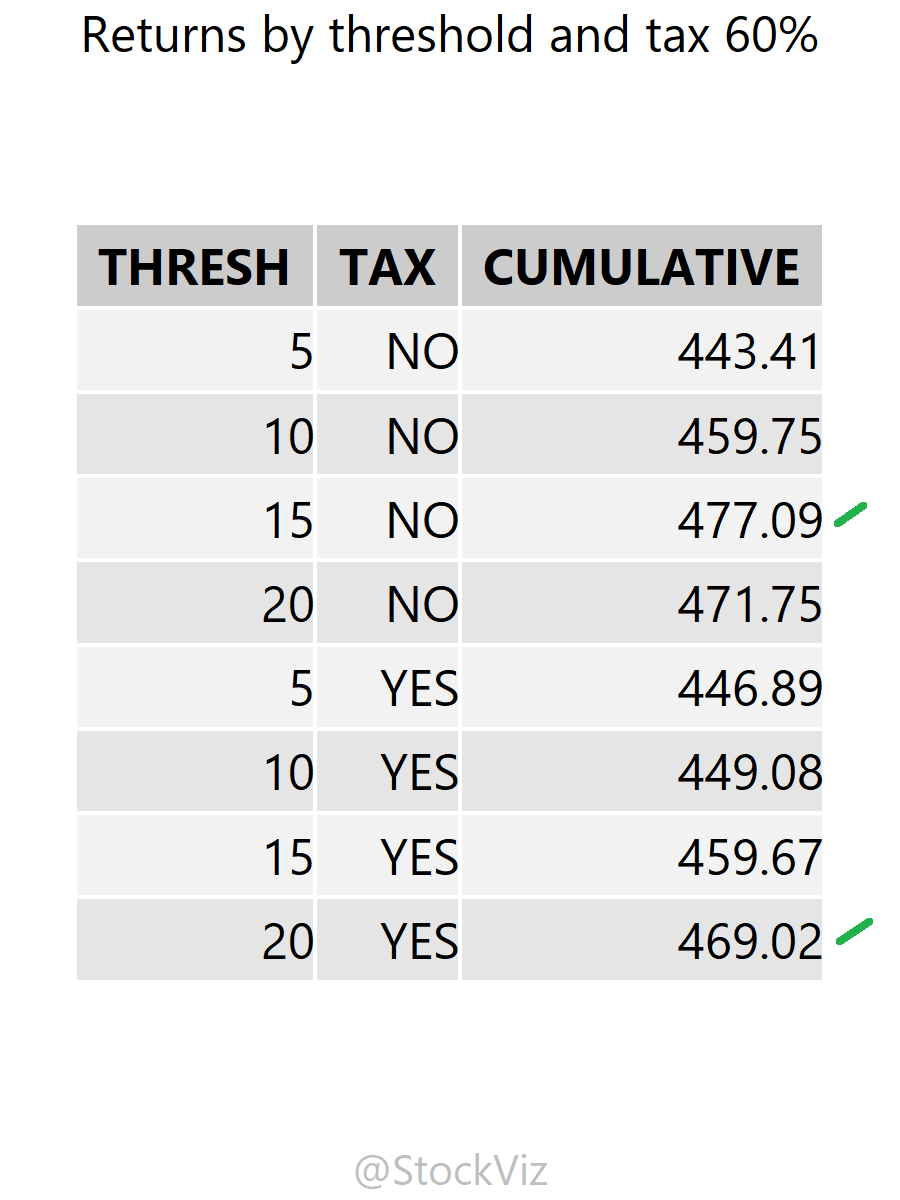 Returns by threshold and tax 60%
THRESH TAX CUMULATIVE
5 NO 443.41
10 NO 459.75
15 NO 477.09
20 NO 471.75
5 YES 446.89
10 YES 449.08
15 YES 459.67
20 YES 469.02
@StockViz